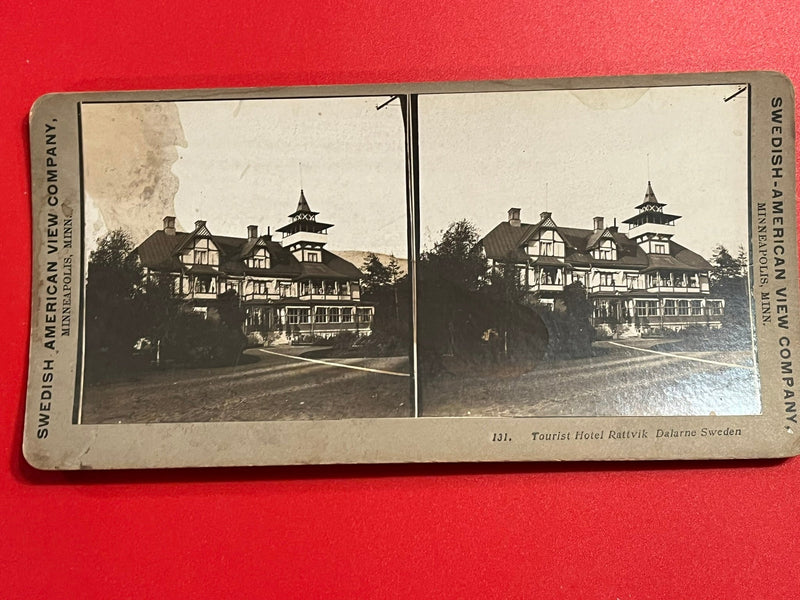 SWEDISH AMERICAN VIEW COMPANY,
MINNEAPOLIS, MINN.
SWEDISH-AMERICAN VIEW COMPANY,
MINNEAPOLIS, MINN.
131. Tourist Hotel Rattvik Dalarne Sweden